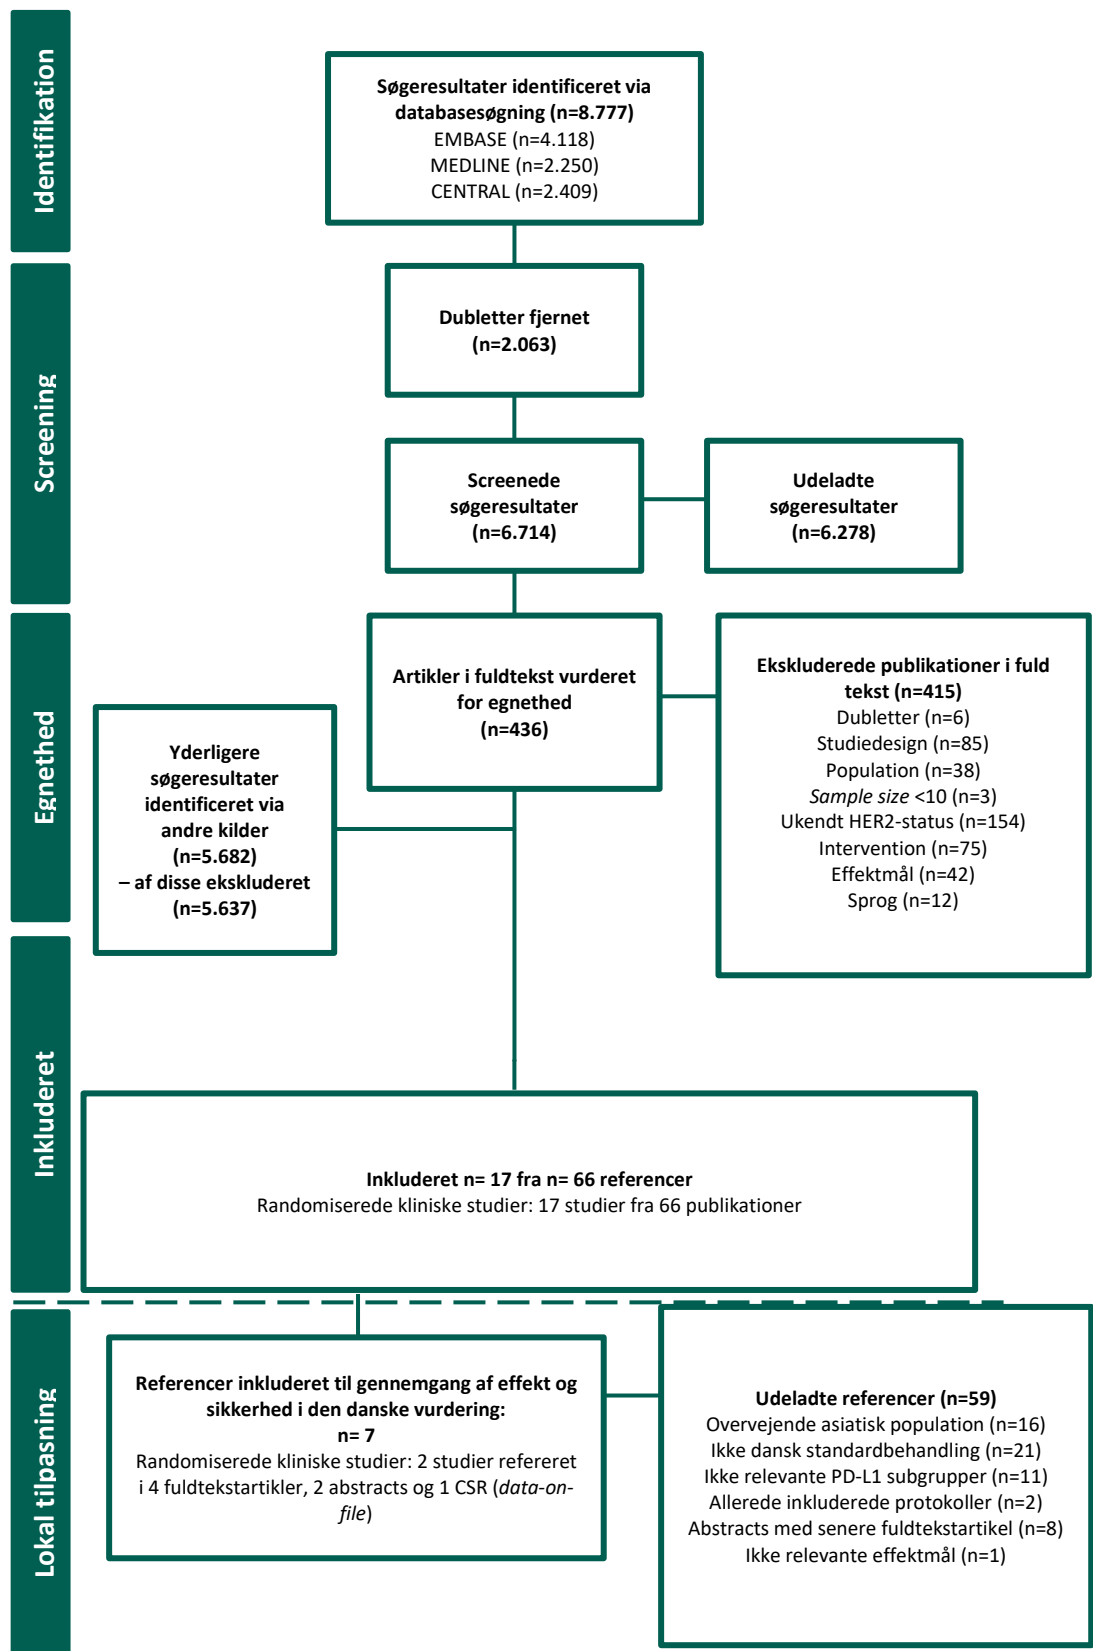 Identifikation
Søgeresultater identificeret via
databasesøgning (n=8.777)
EMBASE (n=4.118)
MEDLINE (n=2.250)
CENTRAL (n=2.409)
Screening
Dubletter fjernet
(n=2.063)
Screenede
søgeresultater
(n=6.714)
Udeladte
søgeresultater
(n=6.278)
Egnethed
Artikler i fuldtekst vurderet
for egnethed
(n=436)
Ekskluderede publikationer i fuld
tekst (n=415)
Dubletter (n=6)
Studiedesign (n=85)
Population (n=38)
Sample size <10 (n=3)
Ukendt HER2-status (n=154)
Intervention (n=75)
Effektmål (n=42)
Sprog (n=12)
Yderligere
søgeresultater
identificeret via
andre kilder
(n=5.682)
– af disse ekskluderet
(n=5.637)
Inkluderet
Inkluderet n= 17 fra n= 66 referencer
Randomiserede kliniske studier: 17 studier fra 66 publikationer
Lokal tilpasning
Referencer inkluderet til gennemgang af effekt og
sikkerhed i den danske vurdering:
n= 7
Randomiserede kliniske studier: 2 studier refereret
i 4 fuldtekstartikler, 2 abstracts og 1 CSR (data-on-
file)
Udeladte referencer (n=59)
Overvejende asiatisk population (n=16)
Ikke dansk standardbehandling (n=21)
Ikke relevante PD-L1 subgrupper (n=11)
Allerede inkluderede protokoller (n=2)
Abstracts med senere fuldtekstartikel (n=8)
Ikke relevante effektmål (n=1)